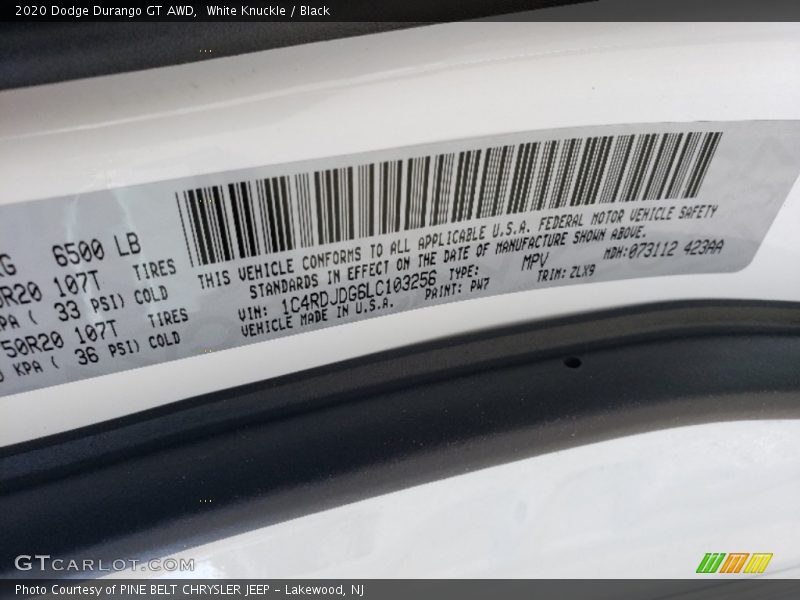 2020 Dodge Durango GT AWD, White Knuckle / Black
6500 LB
107T TIRES
33 PSI) COLD
50R20 107T TIRES
KPA ( 36 PSI) COLD
THIS VEHICLE CONFORMS TO ALL APPLICABLE U.S.A. FEDERAL MOTOR VEHICLE SAFETY
STANDARDS IN EFFECT ON THE DATE OF MANUFACTURE SHOWN ABOVE.
VIN: 1C4RDJDG6LC103256 TYPE: MPV MDH:073112 423AA
VEHICLE MADE IN U.S.A. PAINT: PW7 TRIM: ZLX9
GTCARLOT.COM
Photo Courtesy of PINE BELT CHRYSLER JEEP - Lakewood, NJ